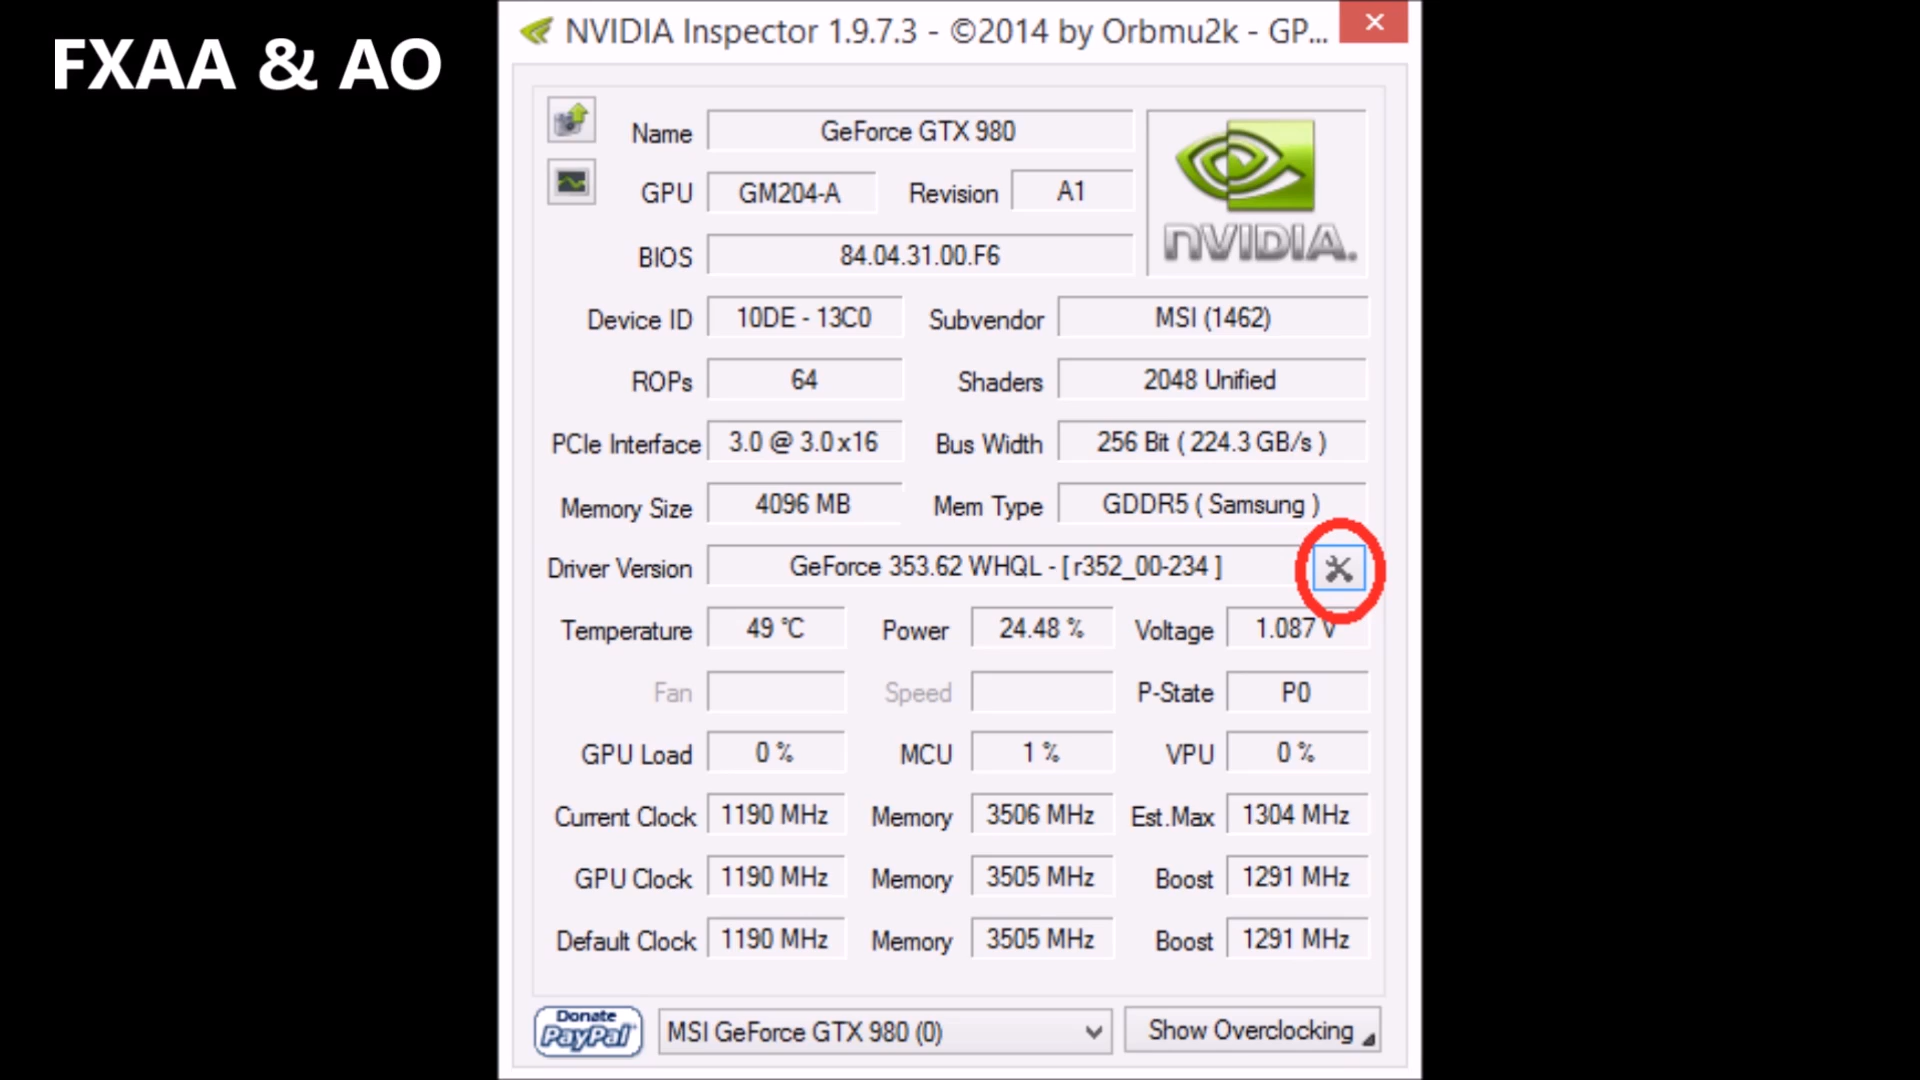 FXAA & AO
NVIDIA Inspector 1.9.7.3 - ©2014 by Orbmu2k - GP...
Name GeForce GTX 980
GPU GM204-A Revision A1
NVIDIA.
BIOS 84.04.31.00.F6
Device ID 10DE - 13C0 Subvendor MSI (1462)
ROPs 64 Shaders 2048 Unified
PCIe Interface 3.0 @ 3.0 x16 Bus Width 256 Bit ( 224.3 GB/s )
Memory Size 4096 MB Mem Type GDDR5 ( Samsung )
Driver Version GeForce 353.62 WHQL - [ r352_00-234 ]
Temperature 49 °C Power 24.48 % Voltage 1.087 V
Fan Speed P-State P0
GPU Load 0 % MCU 1 % VPU 0 %
Current Clock 1190 MHz Memory 3506 MHz Est.Max 1304 MHz
GPU Clock 1190 MHz Memory 3505 MHz Boost 1291 MHz
Default Clock 1190 MHz Memory 3505 MHz Boost 1291 MHz
Donate
PayPal
MSI GeForce GTX 980 (0) Show Overclocking